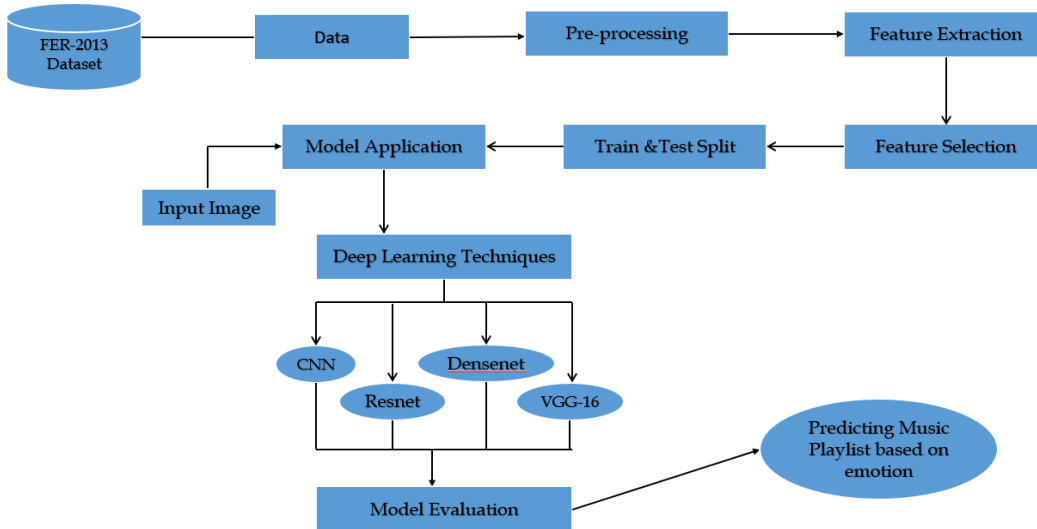 FER-2013
Dataset
Data
Pre-processing
Feature Extraction
Model Application
Train &Test Split
Feature Selection
Input Image
Deep Learning Techniques
CNN
Densenet
Resnet
VGG-16
Predicting Music
Playlist based on
emotion
Model Evaluation